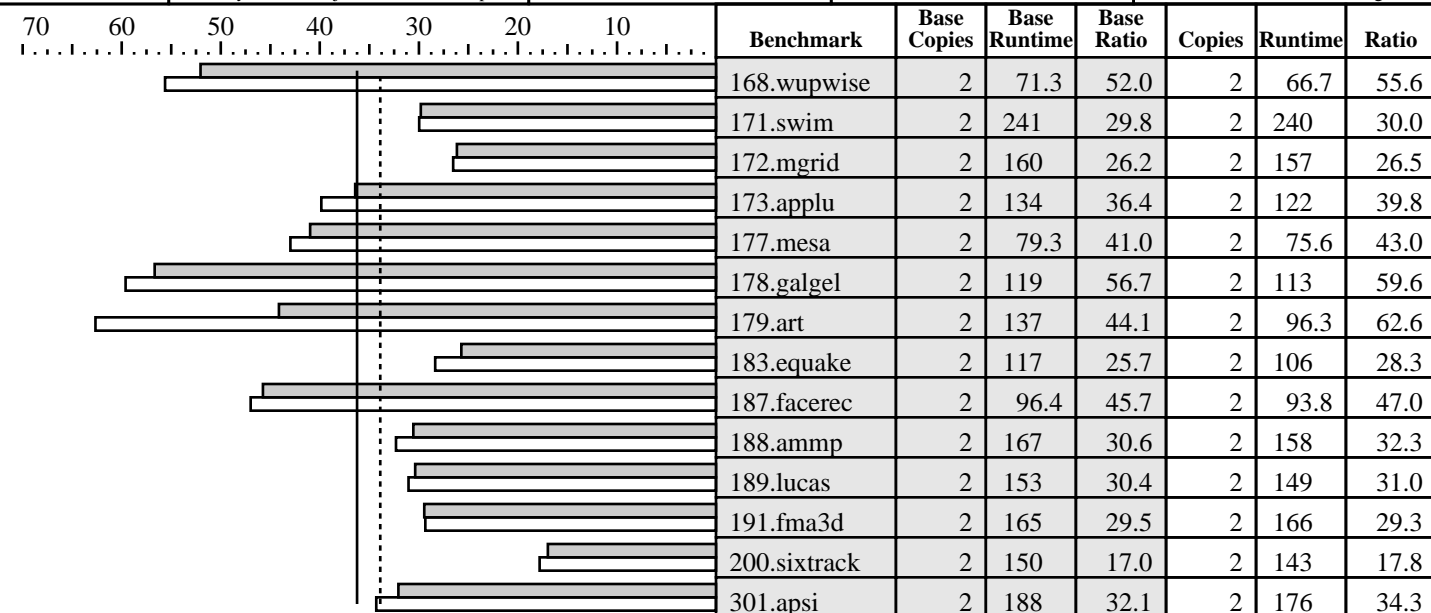 70 60 50 40 30 20 10
Benchmark Base Copies Base Runtime Base Ratio Copies Runtime Ratio
168.wupwise 2 71.3 52.0 2 66.7 55.6
171.swim 2 241 29.8 2 240 30.0
172.mgrid 2 160 26.2 2 157 26.5
173.applu 2 134 36.4 2 122 39.8
177.mesa 2 79.3 41.0 2 75.6 43.0
178.galgel 2 119 56.7 2 113 59.6
179.art 2 137 44.1 2 96.3 62.6
183.equake 2 117 25.7 2 106 28.3
187.facerec 2 96.4 45.7 2 93.8 47.0
188.ammp 2 167 30.6 2 158 32.3
189.lucas 2 153 30.4 2 149 31.0
191.fma3d 2 165 29.5 2 166 29.3
200.sixtrack 2 150 17.0 2 143 17.8
301.apsi 2 188 32.1 2 176 34.3